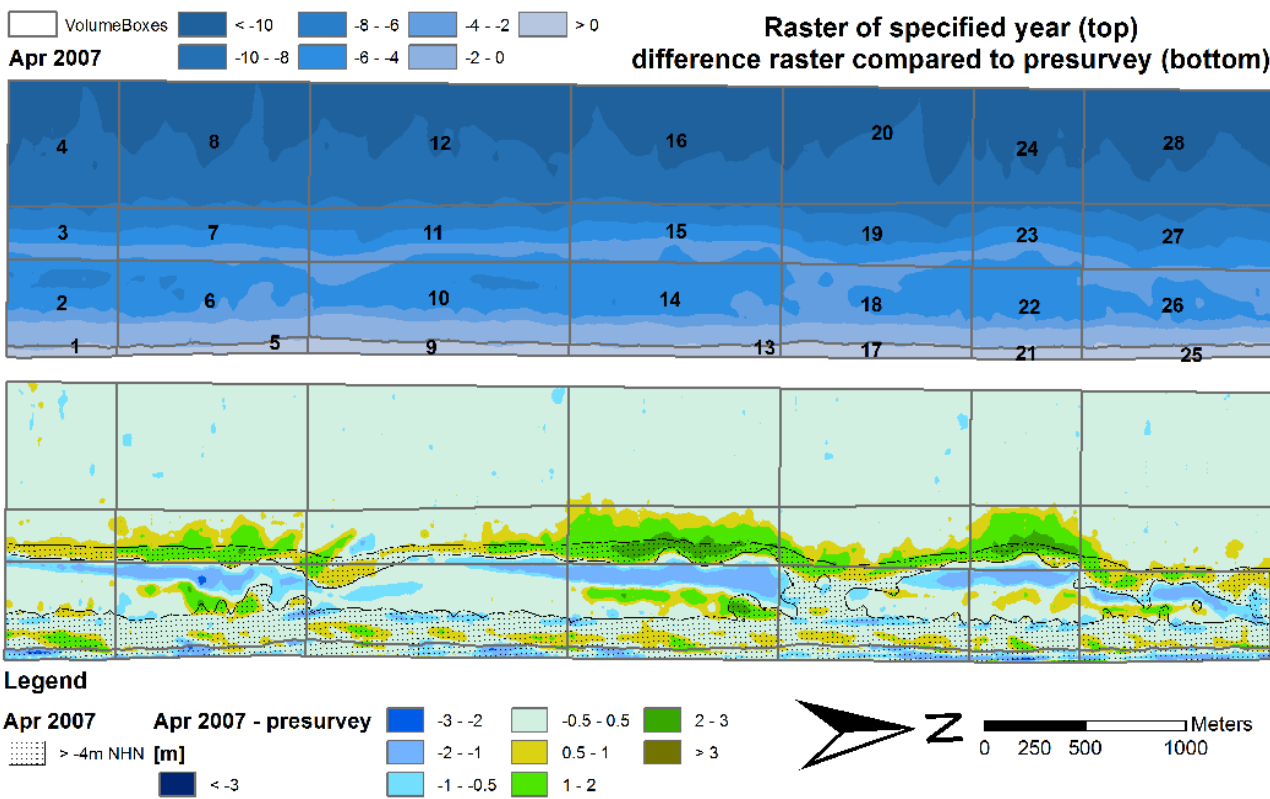 VolumeBoxes < -10 -8 - -6 -4 - -2 > 0
Apr 2007 -10 - -8 -6 - -4 -2 - 0
Raster of specified year (top)
difference raster compared to presurvey (bottom)
4 8 12 16 20 24 28
3 7 11 15 19 23 27
2 6 10 14 18 22 26
1 5 9 13 17 21 25
Legend
Apr 2007 Apr 2007 - presurvey
> -4m NHN [m]
< -3
-3 - -2 -0.5 - 0.5 2 - 3
-2 - -1 0.5 - 1 > 3
-1 - -0.5 1 - 2
Z
Meters
0 250 500 1000